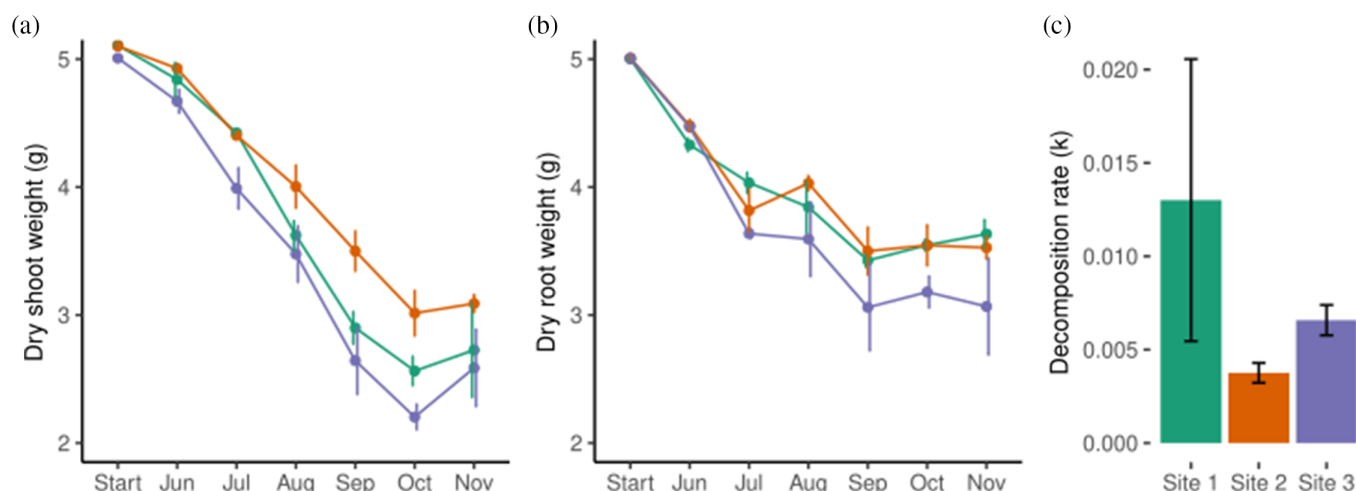 (a)
Dry shoot weight (g)
5
4
3
2
Start Jun Jul Aug Sep Oct Nov
(b)
Dry root weight (g)
5
4
3
2
Start Jun Jul Aug Sep Oct Nov
(c)
Decomposition rate (k)
0.020
0.015
0.010
0.005
0.000
Site 1 Site 2 Site 3